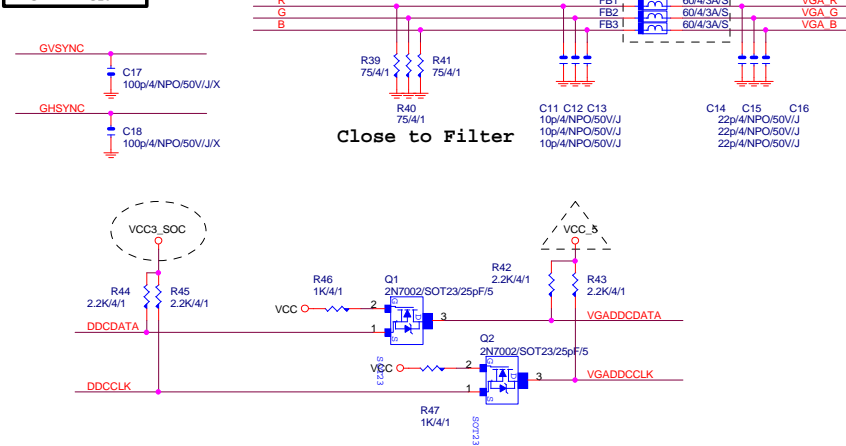 R FB1 60/4/3A/S VGA_R
G FB2 60/4/3A/S VGA_G
B FB3 60/4/3A/S VGA_B
GVSYNC
C17
100p/4/NPO/50V/J/X
R39
75/4/1
R41
75/4/1
GHSYNC
C18
100p/4/NPO/50V/J/X
R40
75/4/1
Close to Filter
C11 C12 C13
10p/4/NPO/50V/J
10p/4/NPO/50V/J
10p/4/NPO/50V/J
C14 C15 C16
22p/4/NPO/50V/J
22p/4/NPO/50V/J
22p/4/NPO/50V/J
VCC3_SOC
VCC_5
R44
2.2K/4/1
R45
2.2K/4/1
R46
1K/4/1
Q1
2N7002/SOT23/25pF/5
R42
2.2K/4/1
R43
2.2K/4/1
VCC 2 G
D
S
DDCDATA 1 3 VGADDCDATA
SOT23
Q2
2N7002/SOT23/25pF/5
VCC 2 G
D
S
DDCCLK 1 3 VGADDCCLK
R47
1K/4/1
SOT23